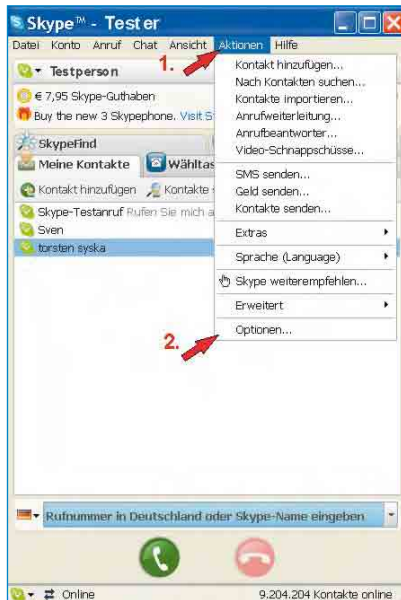 Skype™ - Tester
Datei Konto Anruf Chat Ansicht Aktionen Hilfe
1.
Testperson
€ 7,95 Skype-Guthaben
Buy the new 3 Skypephone. Visit S
SkypeFind
Meine Kontakte Wähltas
Kontakt hinzufügen Kontakte
Skype-Testanruf Rufen Sie mich a
Sven
torsten syska
Kontakt hinzufügen...
Nach Kontakten suchen...
Kontakte importieren...
Anrufweiterleitung...
Anrufbeantworter...
Video-Schnappschüsse...
SMS senden...
Geld senden...
Kontakte senden...
Extras
Sprache (Language)
Skype weiterempfehlen...
Erweitert
2.
Optionen...
Rufnummer in Deutschland oder Skype-Name eingeben
Online 9.204.204 Kontakte online